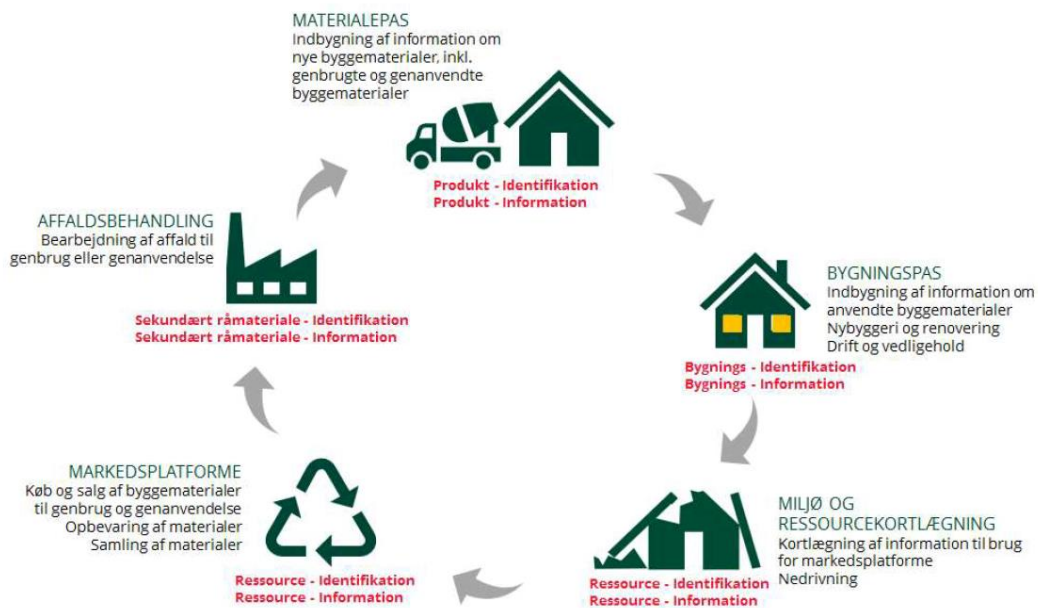 MATERIALEPAS
Indbygning af information om
nye byggematerialer, inkl.
genbrugte og genanvendte
byggematerialer
Produkt - Identifikation
Produkt - Information
BYGNINGSPAS
Indbygning af information om
anvendte byggematerialer
Nybyggeri og renovering
Drift og vedligehold
Bygnings - Identifikation
Bygnings - Information
MILJØ OG
RESSOURCEKORTLÆGNING
Kortlægning af information til brug
for markedsplatforme
Nedrivning
Ressource - Identifikation
Ressource - Information
MARKEDSPLATFORME
Køb og salg af byggematerialer
til genbrug og genanvendelse
Opbevaring af materialer
Samling af materialer
Ressource - Identifikation
Ressource - Information
AFFALDSBEHANDLING
Bearbejdning af affald til
genbrug eller genanvendelse
Sekundært råmateriale - Identifikation
Sekundært råmateriale - Information